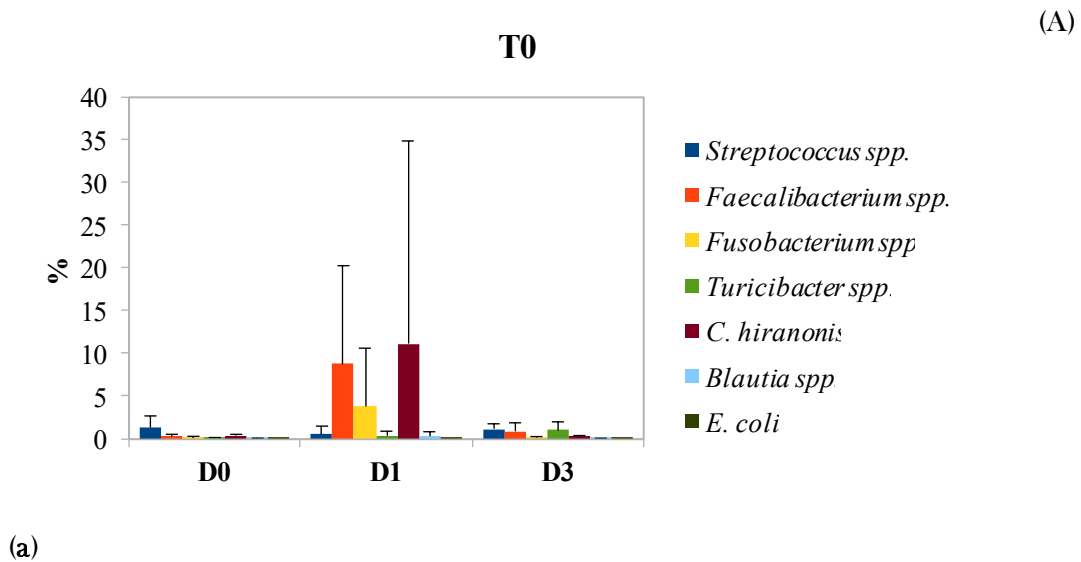 (A)
T0
40
35
30
25
20
15
10
5
0
%
D0
D1
D3
Streptococcus spp.
Faecalibacterium spp.
Fusobacterium spp
Turicibacter spp.
C. hiranonis
Blautia spp
E. coli
(a)